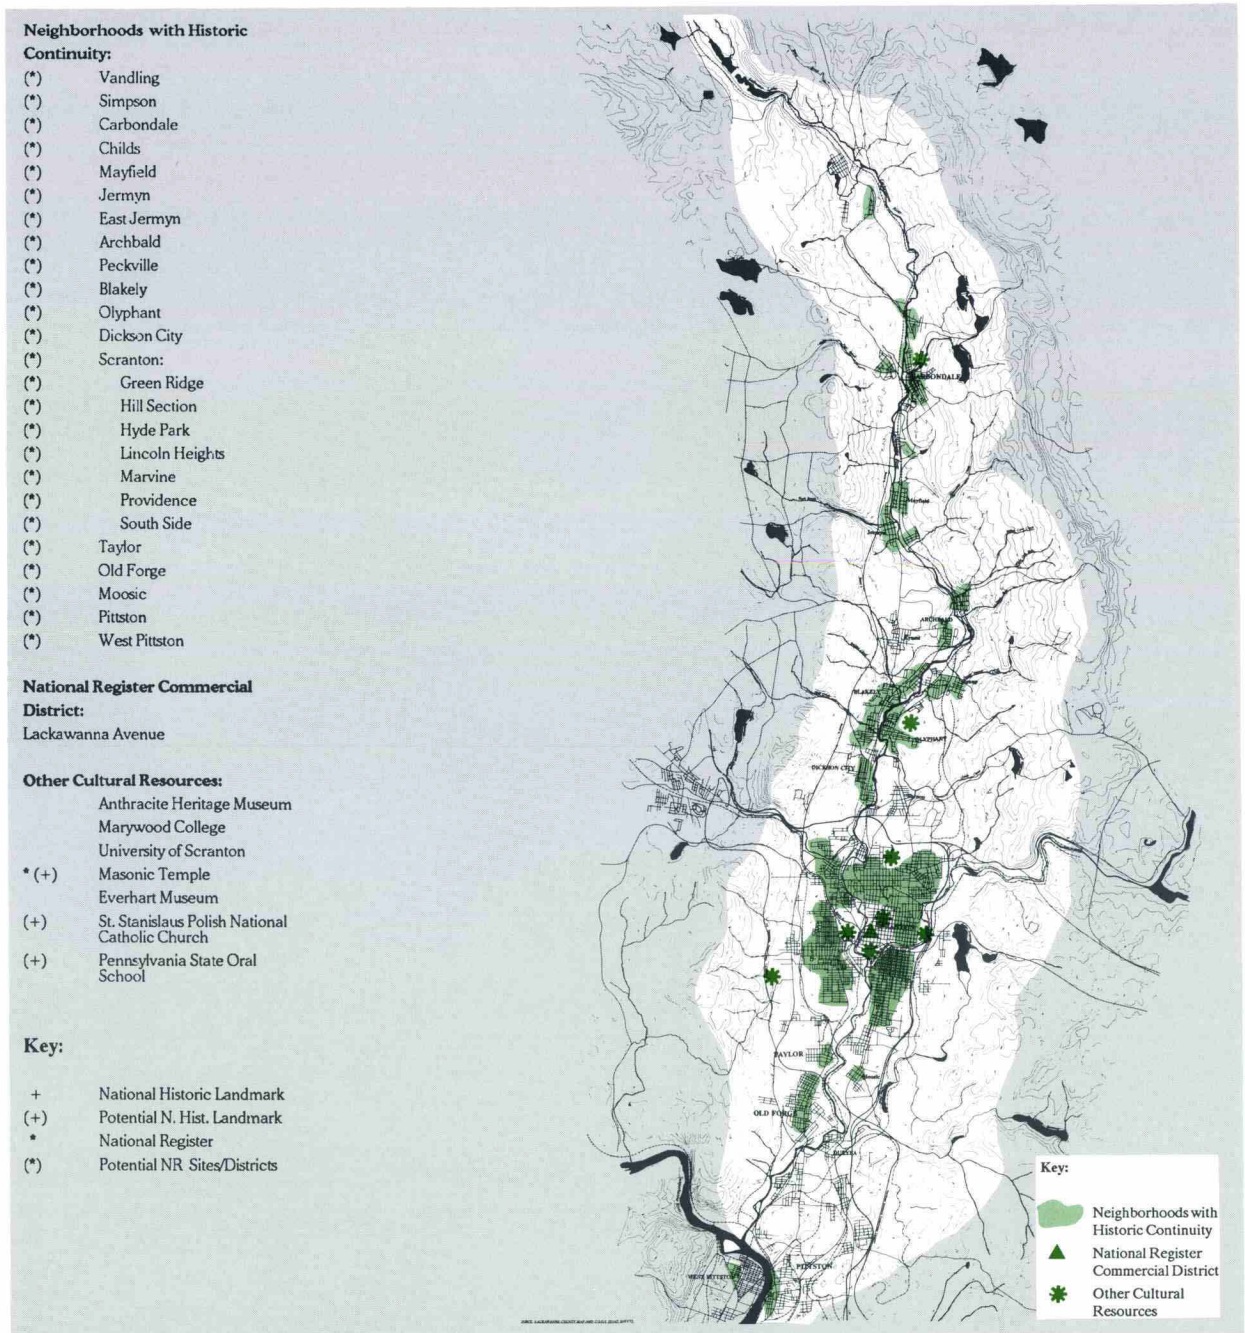 Neighborhoods with Historic
Continuity:
(*) Vandling
(*) Simpson
(*) Carbondale
(*) Childs
(*) Mayfield
(*) Jermyn
(*) East Jermyn
(*) Archbald
(*) Peckville
(*) Blakely
(*) Olyphant
(*) Dickson City
(*) Scranton:
(*) Green Ridge
(*) Hill Section
(*) Hyde Park
(*) Lincoln Heights
(*) Marvine
(*) Providence
(*) South Side
(*) Taylor
(*) Old Forge
(*) Moosic
(*) Pittston
(*) West Pittston
National Register Commercial
District:
Lackawanna Avenue
Other Cultural Resources:
Anthracite Heritage Museum
Marywood College
University of Scranton
* (+) Masonic Temple
Everhart Museum
(+) St. Stanislaus Polish National
Catholic Church
(+) Pennsylvania State Oral
School
Key:
+ National Historic Landmark
(+) Potential N. Hist. Landmark
* National Register
(*) Potential NR Sites/Districts
CARBONDALE
Mayfield
ARCHBALD
BLAKELY
OLYPHANT
DICKSON CITY
TAYLOR
OLD FORGE
DURYEA
PITTSTON
WEST PITTSTON
Key:
Neighborhoods with
Historic Continuity
National Register
Commercial District
Other Cultural
Resources